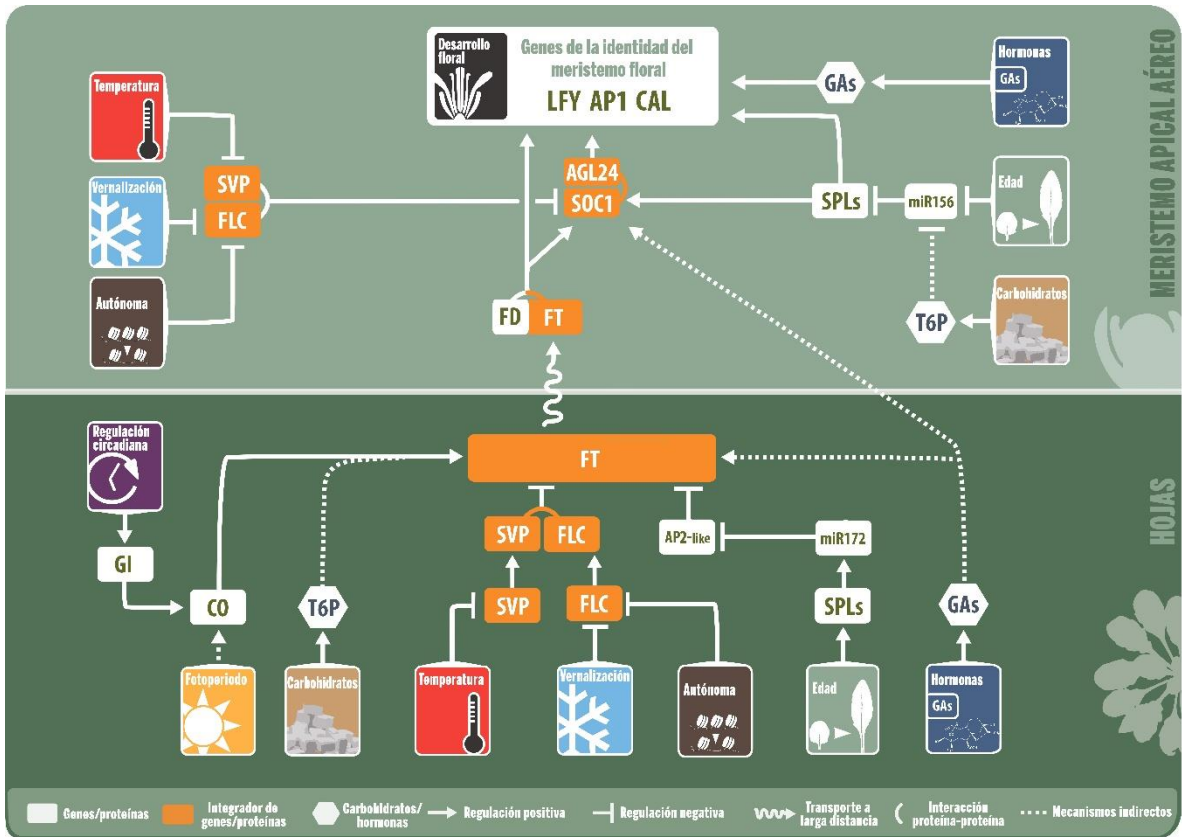 Desarrollo
floral
Genes de la identidad del
meristemo floral
LFY AP1 CAL
Hormonas
GAs
GAs
Temperatura
SVP
FLC
Vernalización
Autónoma
AGL24
SOC1
SPLs
miR156
Edad
T6P
Carbohidratos
FD
FT
MERISTEMO APICAL AÉREO
Regulación
circadiana
GI
CO
T6P
FT
SVP
FLC
AP2-like
miR172
SVP
FLC
SPLs
GAs
Fotoperiodo
Carbohidratos
Temperatura
Vernalización
Autónoma
Edad
Hormonas
GAs
HOJAS
Genes/proteínas
Integrador de
genes/proteínas
Carbohidratos/
hormonas
Regulación positiva
Regulación negativa
Transporte a
larga distancia
Interacción
proteína-proteína
Mecanismos indirectos